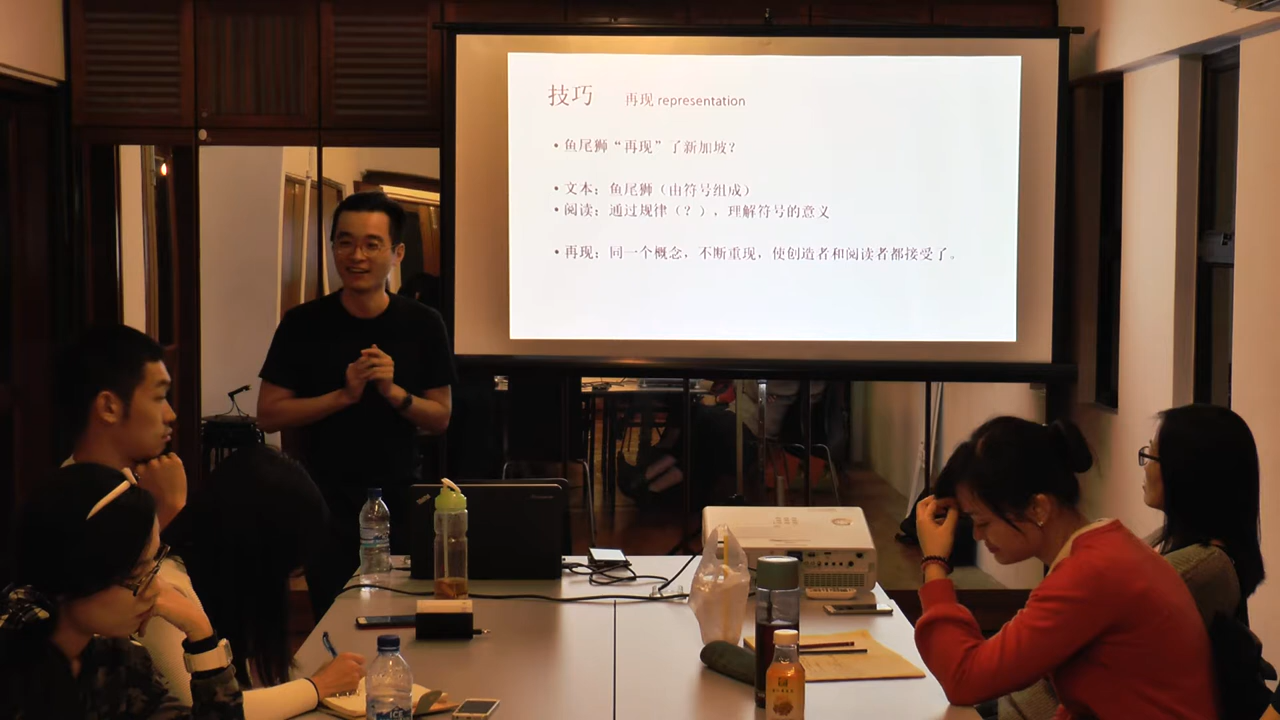 技巧 再现 representation
• 鱼尾狮“再现”了新加坡？
• 文本：鱼尾狮（由符号组成）
• 阅读：通过规律（？），理解符号的意义
• 再现：同一个概念，不断重现，使创造者和阅读者都接受了。
ThinkPad
ICE